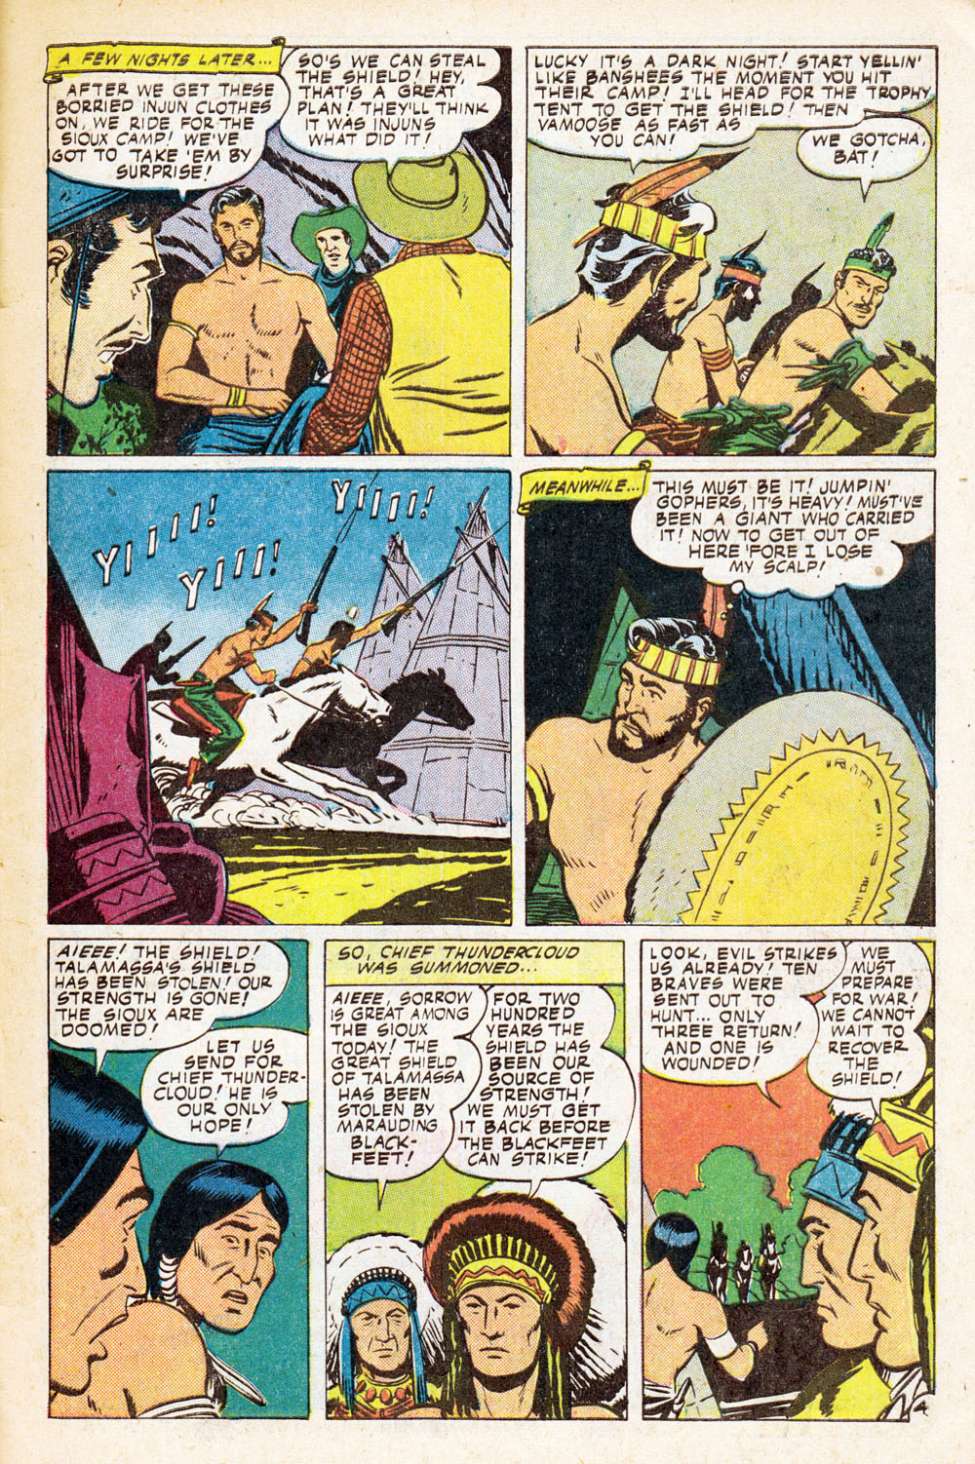 A FEW NIGHTS LATER...
AFTER WE GET THESE
BORRIED INJUN CLOTHES
ON, WE RIDE FOR THE
SIOUX CAMP! WE'VE
GOT TO TAKE 'EM BY
SURPRISE!
SO'S WE CAN STEAL
THE SHIELD! HEY,
THAT'S A GREAT
PLAN! THEY'LL THINK
IT WAS INJUNS
WHAT DID IT!
LUCKY IT'S A DARK NIGHT! START YELLIN'
LIKE BANSHEES THE MOMENT YOU HIT
THEIR CAMP! I'LL HEAD FOR THE TROPHY
TENT TO GET THE SHIELD! THEN
VAMOOSE AS FAST AS
YOU CAN!
WE GOTCHA,
BAT!
YIIIII!
YIIII!
YIIII!
MEANWHILE...
THIS MUST BE IT! JUMPIN'
GOPHERS, IT'S HEAVY! MUST'VE
BEEN A GIANT WHO CARRIED
IT! NOW TO GET OUT OF
HERE 'FORE I LOSE
MY SCALP!
AIEEE! THE SHIELD!
TALAMASSA'S SHIELD
HAS BEEN STOLEN! OUR
STRENGTH IS GONE!
THE SIOUX ARE
DOOMED!
LET US
SEND FOR
CHIEF THUNDER-
CLOUD! HE IS
OUR ONLY
HOPE!
SO, CHIEF THUNDERCLOUD
WAS SUMMONED...
AIEEE, SORROW
IS GREAT AMONG
THE SIOUX
TODAY! THE
GREAT SHIELD
OF TALAMASSA
HAS BEEN
STOLEN BY
MARAUDING
BLACK-
FEET!
FOR TWO
HUNDRED
YEARS THE
SHIELD HAS
BEEN OUR
SOURCE OF
STRENGTH!
WE MUST GET
IT BACK BEFORE
THE BLACKFEET
CAN STRIKE!
LOOK, EVIL STRIKES
US ALREADY! TEN
BRAVES WERE
SENT OUT TO
HUNT... ONLY
THREE RETURN!
AND ONE IS
WOUNDED!
WE
MUST
PREPARE
FOR WAR!
WE CANNOT
WAIT TO
RECOVER
THE
SHIELD!
4